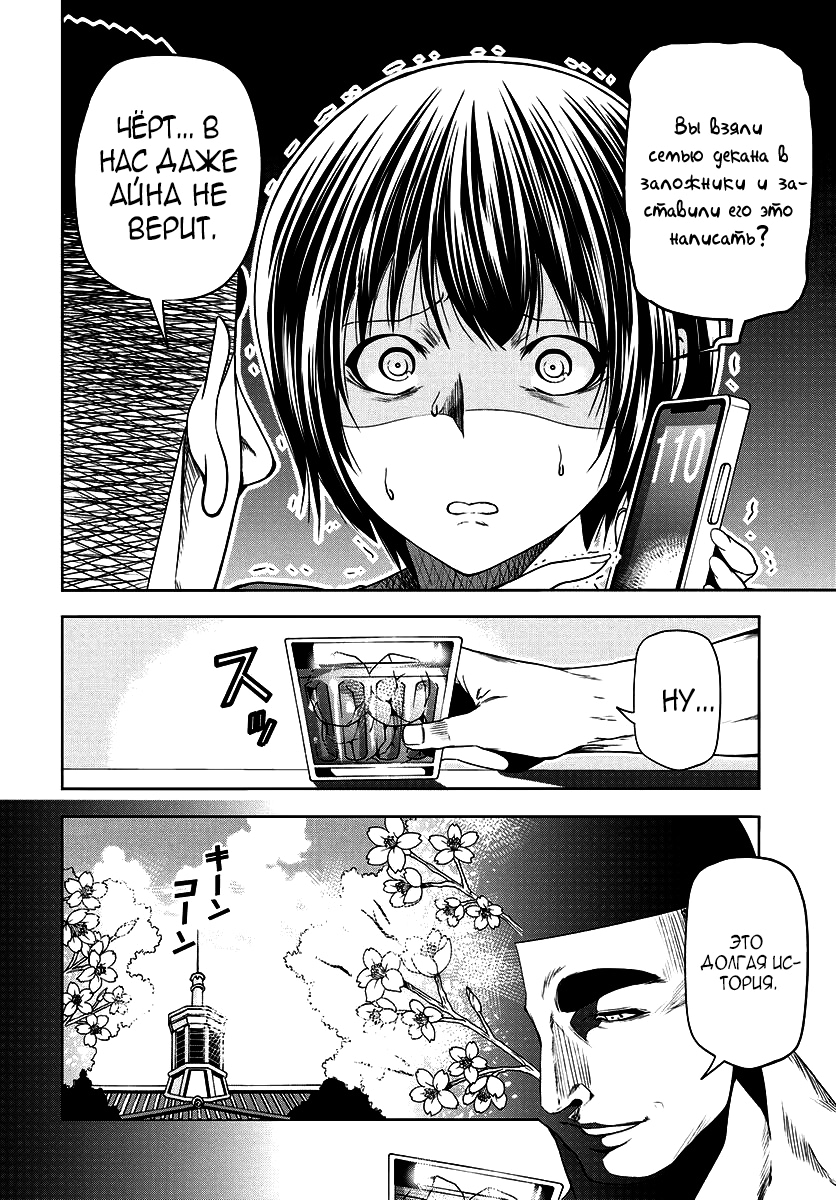 Вы взяли
семью декана в
заложники и за-
ставили его это
написать?
ЧЁРТ... В
НАС ДАЖЕ
АЙНА НЕ
ВЕРИТ.
110
НУ...
スッ
キーン
コーン
ЭТО
ДОЛГАЯ ИС-
ТОРИЯ.